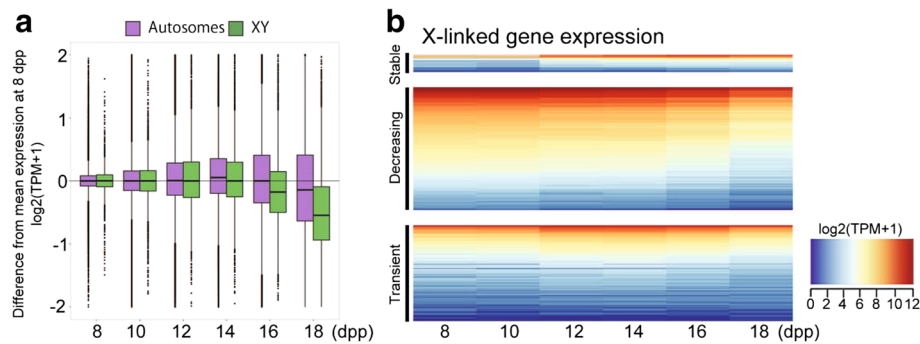 a
Autosomes XY
Difference from mean expression at 8 dpp
log2(TPM+1)
2
1
0
-1
-2
8 10 12 14 16 18 (dpp)
b
X-linked gene expression
Stable
Decreasing
Transient
8 10 12 14 16 18 (dpp)
log2(TPM+1)
0 2 4 6 8 10 12